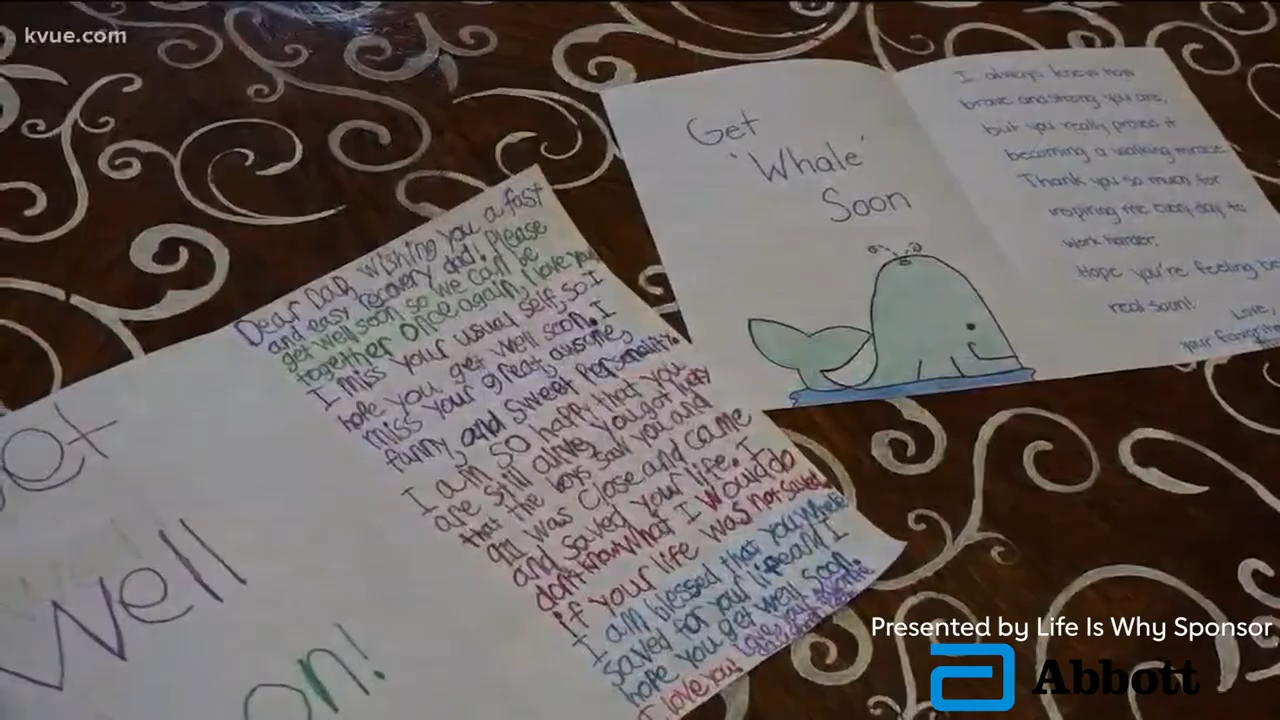 kvue.com
Get
'Whale'
Soon
I always knew how
brave and strong you are,
but you really proved it
becoming a walking miracle
Thank you so much for
inspiring me every day to
work harder.
Hope you're feeling be
real soon!
Love,
your favorite
Dear Dad, wishing you a fast
and easy recovery dad. Please
get well soon so we can be
together once again, I love you
I miss your usual self, so I
hope you get well soon. I
miss your great, awsome,
funny, and sweet Personality.
I am so happy that you
are still alive. You got lucky
that the boys saw you and
was close and came
and saved your life. I
don't know what I would do
if your life was not saved
I am blessed that you where
saved for your life and I
hope you get well soon.
I love you!
et
Well
on!
Presented by Life Is Why Sponsor
Abbott